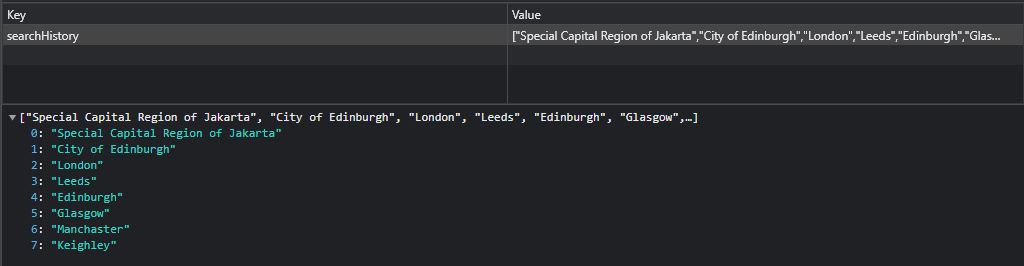 Key Value
searchHistory ["Special Capital Region of Jakarta","City of Edinburgh","London","Leeds","Edinburgh","Glas...
["Special Capital Region of Jakarta", "City of Edinburgh", "London", "Leeds", "Edinburgh", "Glasgow",…]
0: "Special Capital Region of Jakarta"
1: "City of Edinburgh"
2: "London"
3: "Leeds"
4: "Edinburgh"
5: "Glasgow"
6: "Manchaster"
7: "Keighley"